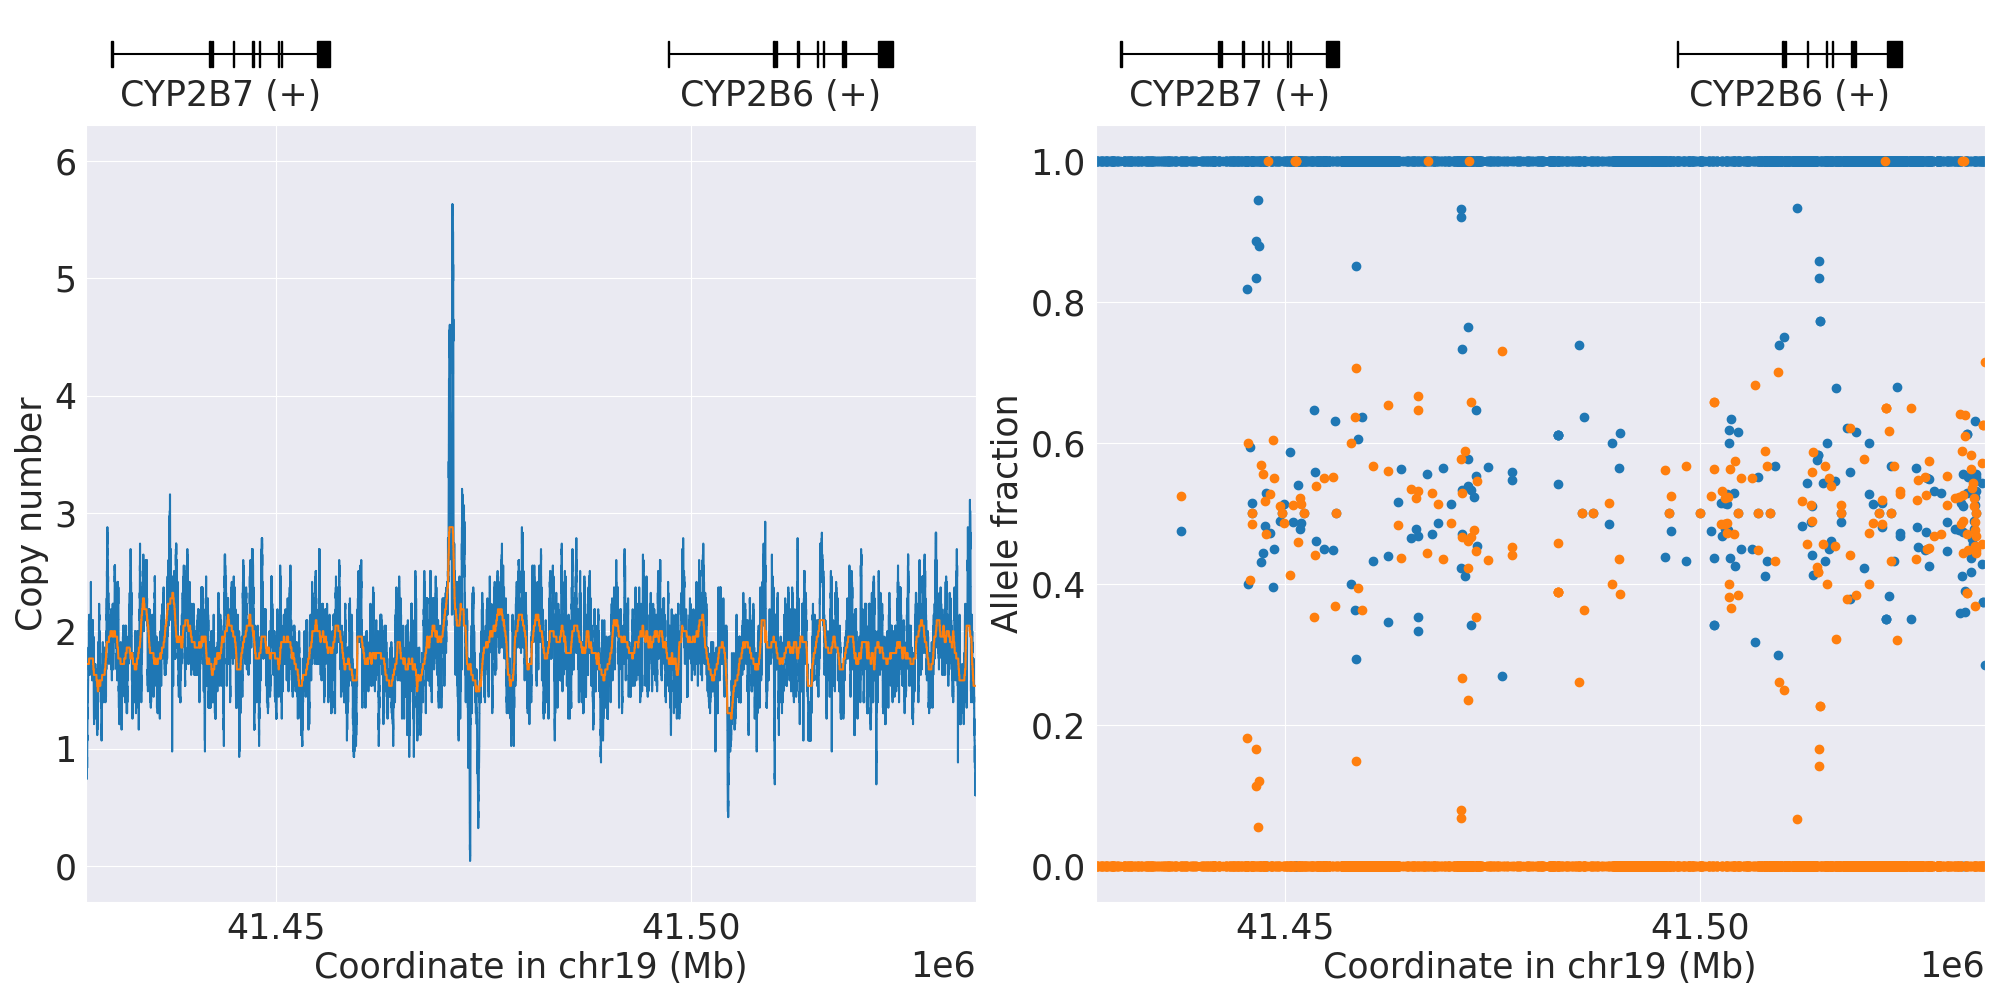 CYP2B7 (+) CYP2B6 (+)
6
5
4
3
2
1
0
Copy number
41.45 41.50
Coordinate in chr19 (Mb) 1e6
CYP2B7 (+) CYP2B6 (+)
1.0
0.8
0.6
0.4
0.2
0.0
Allele fraction
41.45 41.50
Coordinate in chr19 (Mb) 1e6